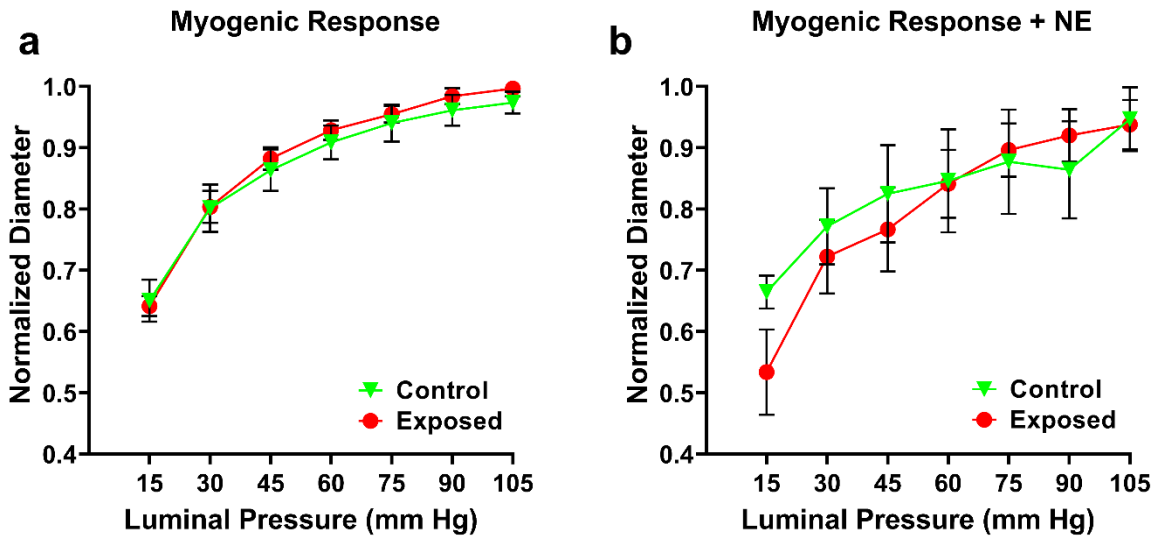 a
Myogenic Response
Normalized Diameter
1.0
0.9
0.8
0.7
0.6
0.5
0.4
Control
Exposed
15 30 45 60 75 90 105
Luminal Pressure (mm Hg)
b
Myogenic Response + NE
Normalized Diameter
1.0
0.9
0.8
0.7
0.6
0.5
0.4
Control
Exposed
15 30 45 60 75 90 105
Luminal Pressure (mm Hg)